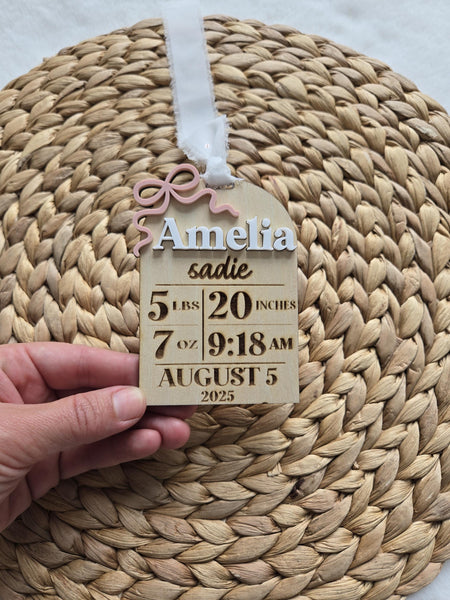 Amelia
sadie
5 LBS 20 INCHES
7 OZ 9:18 AM
AUGUST 5
2025